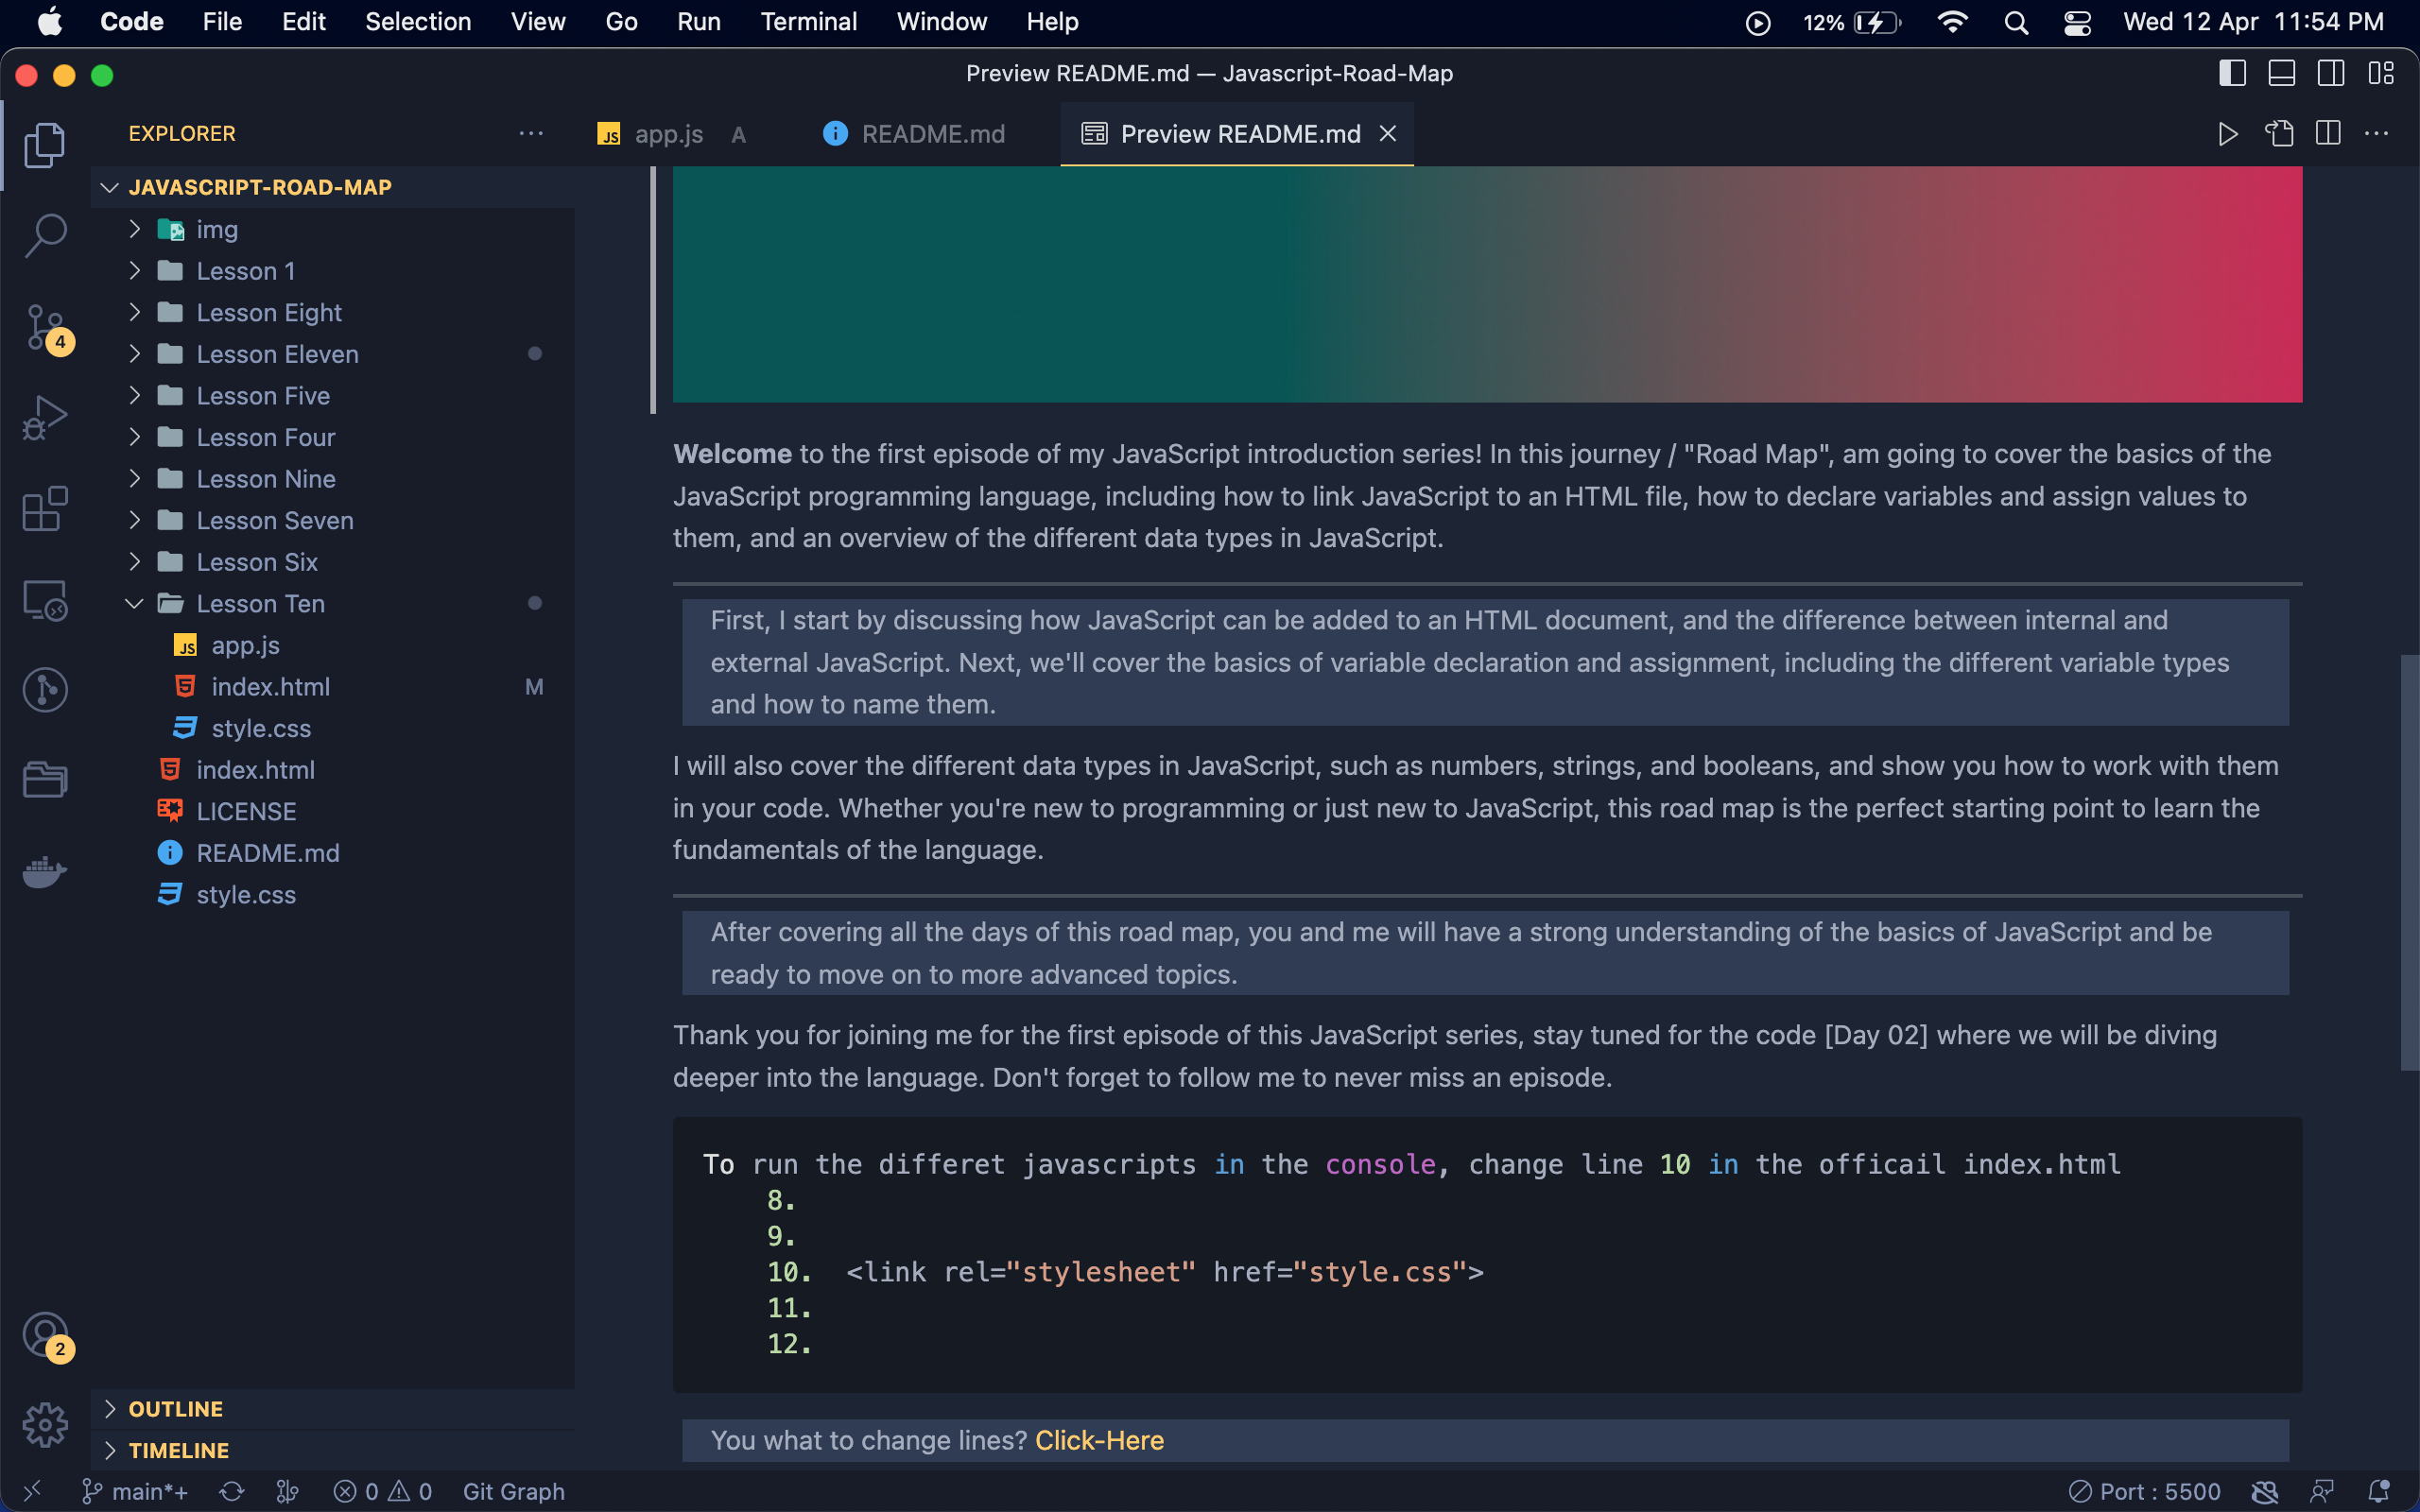 Code File Edit Selection View Go Run Terminal Window Help 12% Wed 12 Apr 11:54 PM
Preview README.md — Javascript-Road-Map
EXPLORER
JS app.js A README.md Preview README.md
JAVASCRIPT-ROAD-MAP
img
Lesson 1
Lesson Eight
Lesson Eleven
Lesson Five
Lesson Four
Lesson Nine
Lesson Seven
Lesson Six
Lesson Ten
JS app.js
index.html M
style.css
index.html
LICENSE
README.md
style.css
4
2
OUTLINE
TIMELINE
Welcome to the first episode of my JavaScript introduction series! In this journey / "Road Map", am going to cover the basics of the
JavaScript programming language, including how to link JavaScript to an HTML file, how to declare variables and assign values to
them, and an overview of the different data types in JavaScript.
First, I start by discussing how JavaScript can be added to an HTML document, and the difference between internal and
external JavaScript. Next, we'll cover the basics of variable declaration and assignment, including the different variable types
and how to name them.
I will also cover the different data types in JavaScript, such as numbers, strings, and booleans, and show you how to work with them
in your code. Whether you're new to programming or just new to JavaScript, this road map is the perfect starting point to learn the
fundamentals of the language.
After covering all the days of this road map, you and me will have a strong understanding of the basics of JavaScript and be
ready to move on to more advanced topics.
Thank you for joining me for the first episode of this JavaScript series, stay tuned for the code [Day 02] where we will be diving
deeper into the language. Don't forget to follow me to never miss an episode.
To run the differet javascripts in the console, change line 10 in the officail index.html
8.
9.
10. <link rel="stylesheet" href="style.css">
11.
12.
You what to change lines? Click-Here
main*+ 0 0 Git Graph Port : 5500